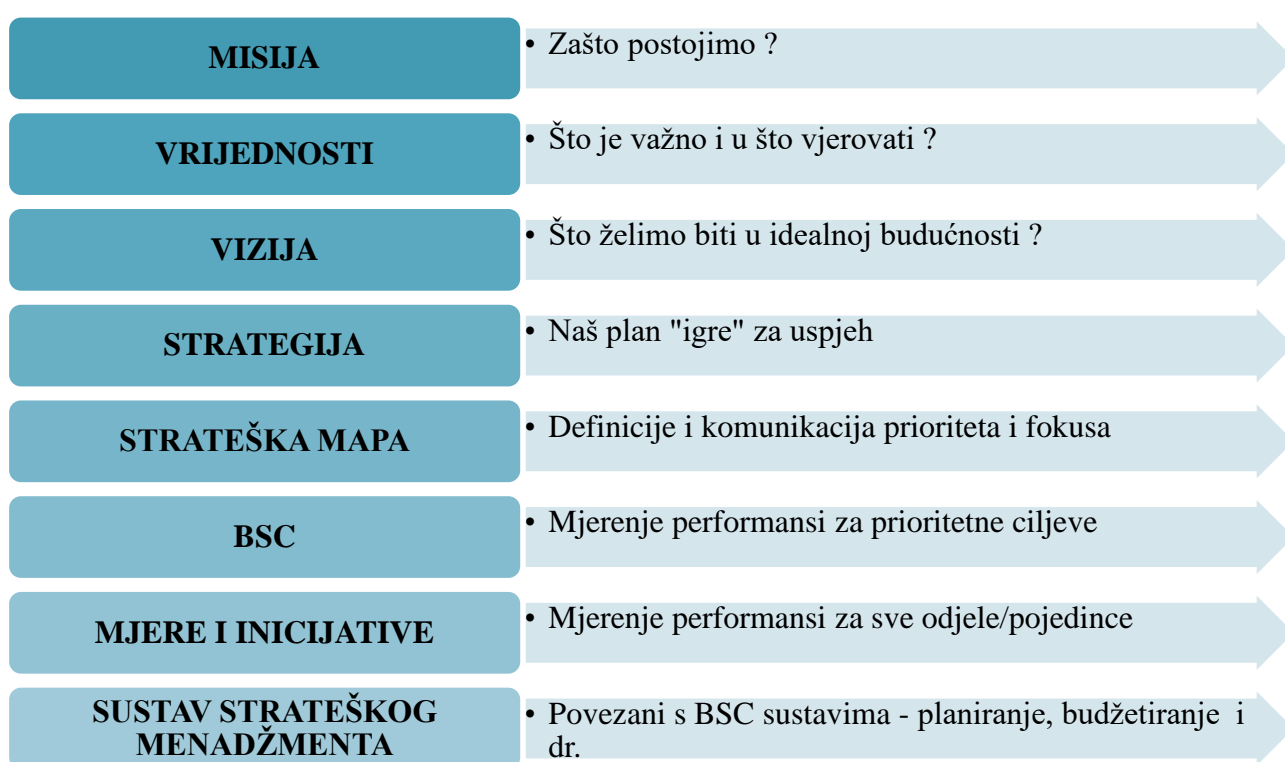 MISIJA
• Zašto postojimo ?
VRIJEDNOSTI
• Što je važno i u što vjerovati ?
VIZIJA
• Što želimo biti u idealnoj budućnosti ?
STRATEGIJA
• Naš plan "igre" za uspjeh
STRATEŠKA MAPA
• Definicije i komunikacija prioriteta i fokusa
BSC
• Mjerenje performansi za prioritetne ciljeve
MJERE I INICIJATIVE
• Mjerenje performansi za sve odjele/pojedince
SUSTAV STRATEŠKOG
MENADŽMENTA
• Povezani s BSC sustavima - planiranje, budžetiranje i
dr.